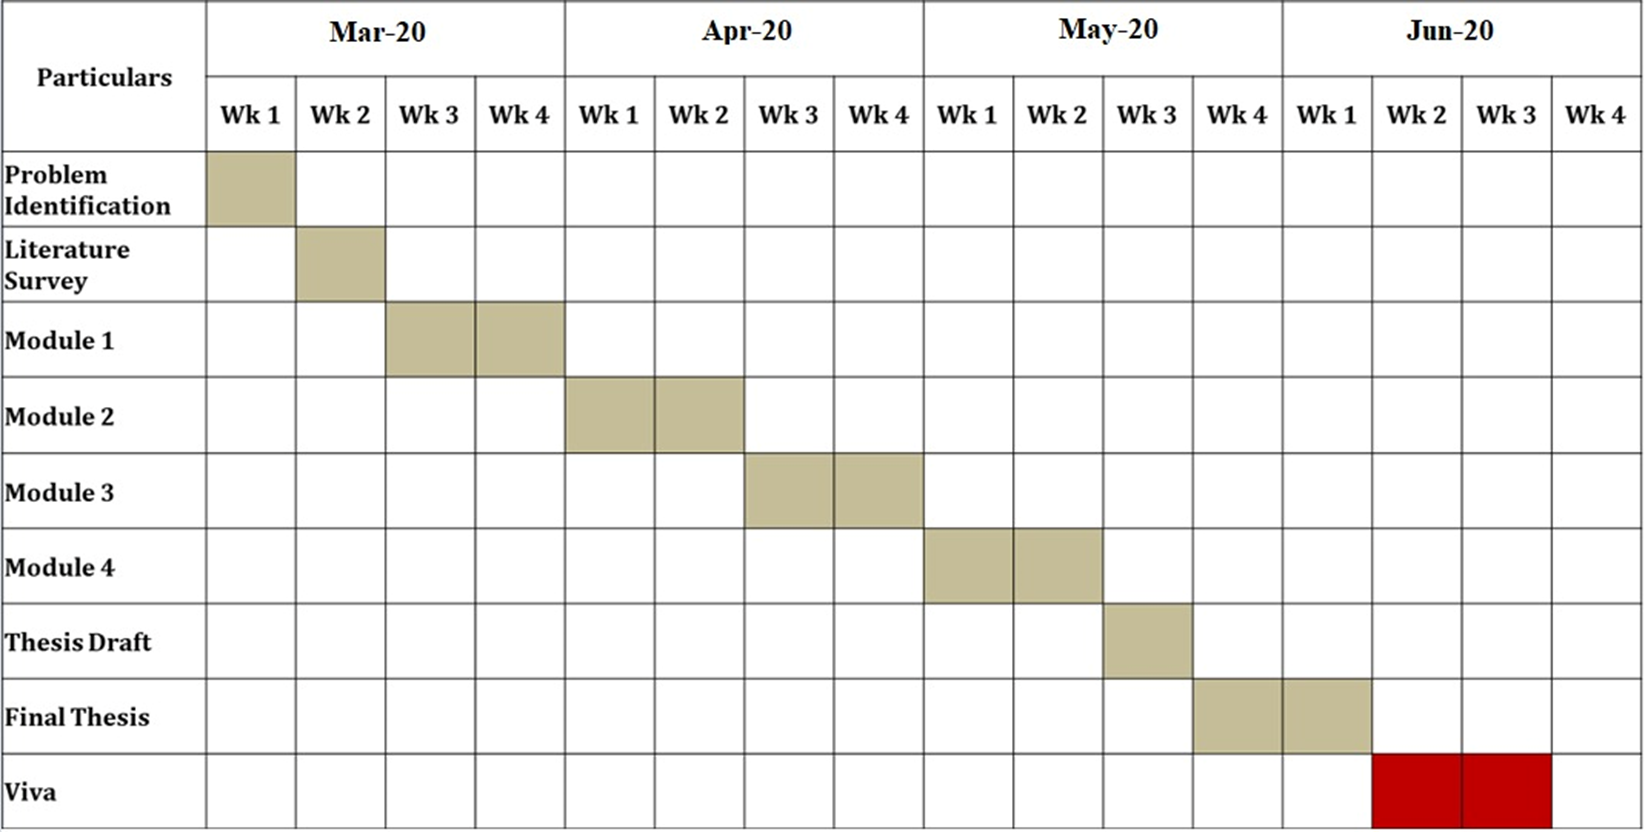 Particulars
Mar-20
Apr-20
May-20
Jun-20
Wk 1
Wk 2
Wk 3
Wk 4
Wk 1
Wk 2
Wk 3
Wk 4
Wk 1
Wk 2
Wk 3
Wk 4
Wk 1
Wk 2
Wk 3
Wk 4
Problem
Identification
Literature
Survey
Module 1
Module 2
Module 3
Module 4
Thesis Draft
Final Thesis
Viva